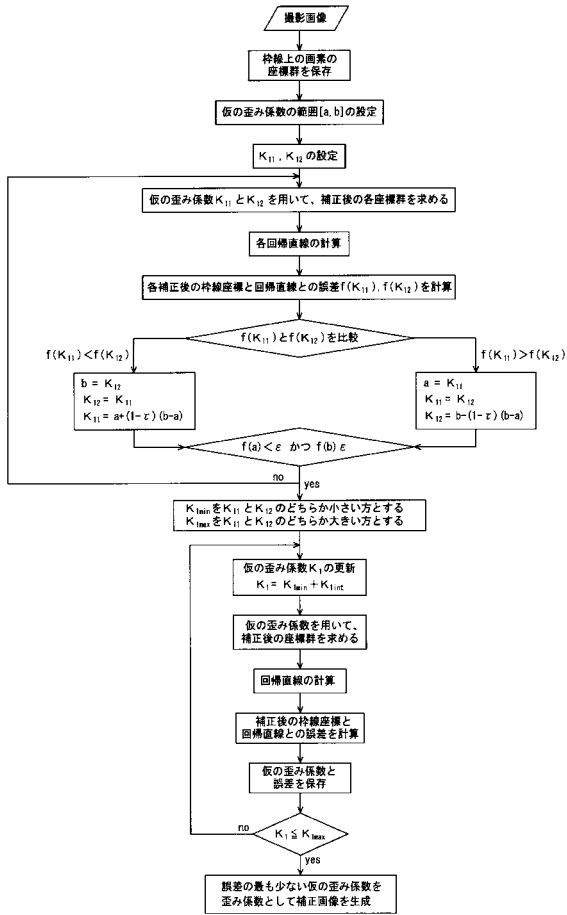 撮影画像
枠線上の画素の
座標群を保存
仮の歪み係数の範囲[a, b]の設定
K₁₁, K₁₂の設定
仮の歪み係数K₁₁とK₁₂を用いて、補正後の各座標群を求める
各回帰直線の計算
各補正後の枠線座標と回帰直線との誤差f(K₁₁), f(K₁₂)を計算
f(K₁₁)とf(K₁₂)を比較
f(K₁₁)<f(K₁₂)
f(K₁₁)>f(K₁₂)
b = K₁₂
K₁₂ = K₁₁
K₁₁ = a+(1-τ)(b-a)
a = K₁₁
K₁₁ = K₁₂
K₁₂ = b-(1-τ)(b-a)
f(a)<ε かつ f(b) ε
no
yes
K₁minをK₁₁とK₁₂のどちらか小さい方とする
K₁maxをK₁₁とK₁₂のどちらか大きい方とする
仮の歪み係数K₁の更新
K₁= K₁min+K₁int
仮の歪み係数を用いて、
補正後の座標群を求める
回帰直線の計算
補正後の枠線座標と
回帰直線との誤差を計算
仮の歪み係数と
誤差を保存
no
K₁≦K₁max
yes
誤差の最も少ない仮の歪み係数を
歪み係数として補正画像を生成